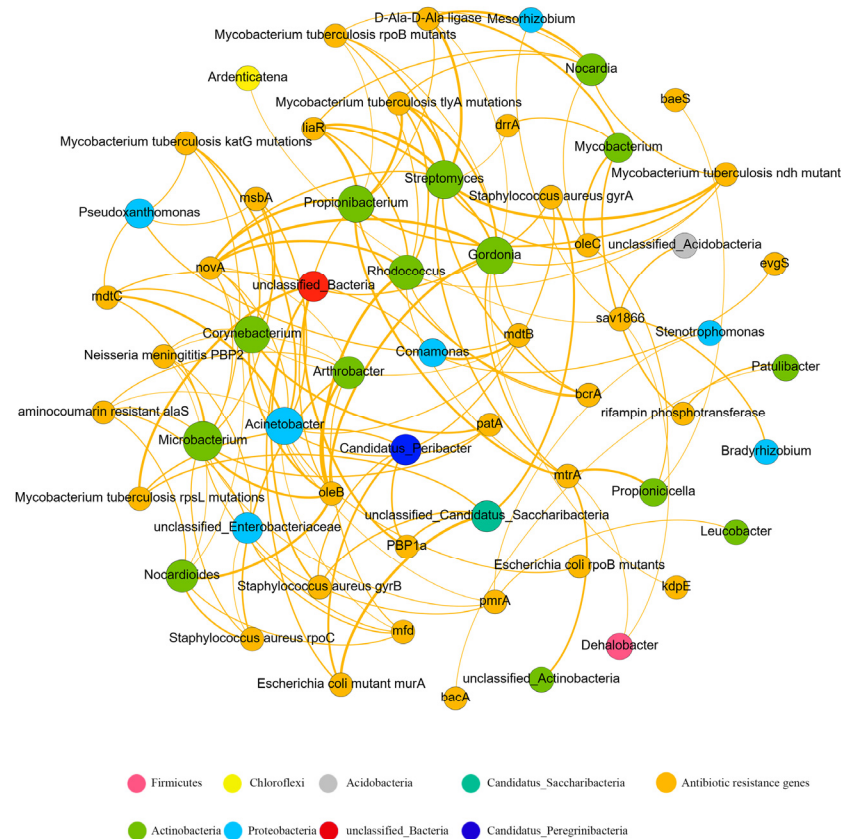 D-Ala-D-Ala ligase
Mesorhizobium
Mycobacterium tuberculosis rpoB mutants
Nocardia
Ardenticatena
Mycobacterium tuberculosis tlyA mutations
baeS
liaR
drrA
Mycobacterium tuberculosis katG mutations
Mycobacterium
Mycobacterium tuberculosis ndh mutant
Streptomyces
Staphylococcus aureus gyrA
msbA
Propionibacterium
Pseudoxanthomonas
oleC
unclassified_Acidobacteria
Gordonia
novA
Rhodococcus
evgS
unclassified_Bacteria
mdtC
sav1866
Corynebacterium
mdtB
Stenotrophomonas
Neisseria meningititis PBP2
Comamonas
Arthrobacter
Patulibacter
bcrA
aminocoumarin resistant alaS
rifampin phosphotransferase
Acinetobacter
patA
Microbacterium
Candidatus_Peribacter
Bradyrhizobium
mtrA
Mycobacterium tuberculosis rpsL mutations
oleB
Propionicicella
unclassified_Enterobacteriaceae
unclassified_Candidatus_Saccharibacteria
Leucobacter
PBP1a
Escherichia coli rpoB mutants
Nocardioides
Staphylococcus aureus gyrB
kdpE
pmrA
Staphylococcus aureus rpoC
mfd
Dehalobacter
Escherichia coli mutant murA
unclassified_Actinobacteria
bacA
Firmicutes
Chloroflexi
Acidobacteria
Candidatus_Saccharibacteria
Antibiotic resistance genes
Actinobacteria
Proteobacteria
unclassified_Bacteria
Candidatus_Peregrinibacteria